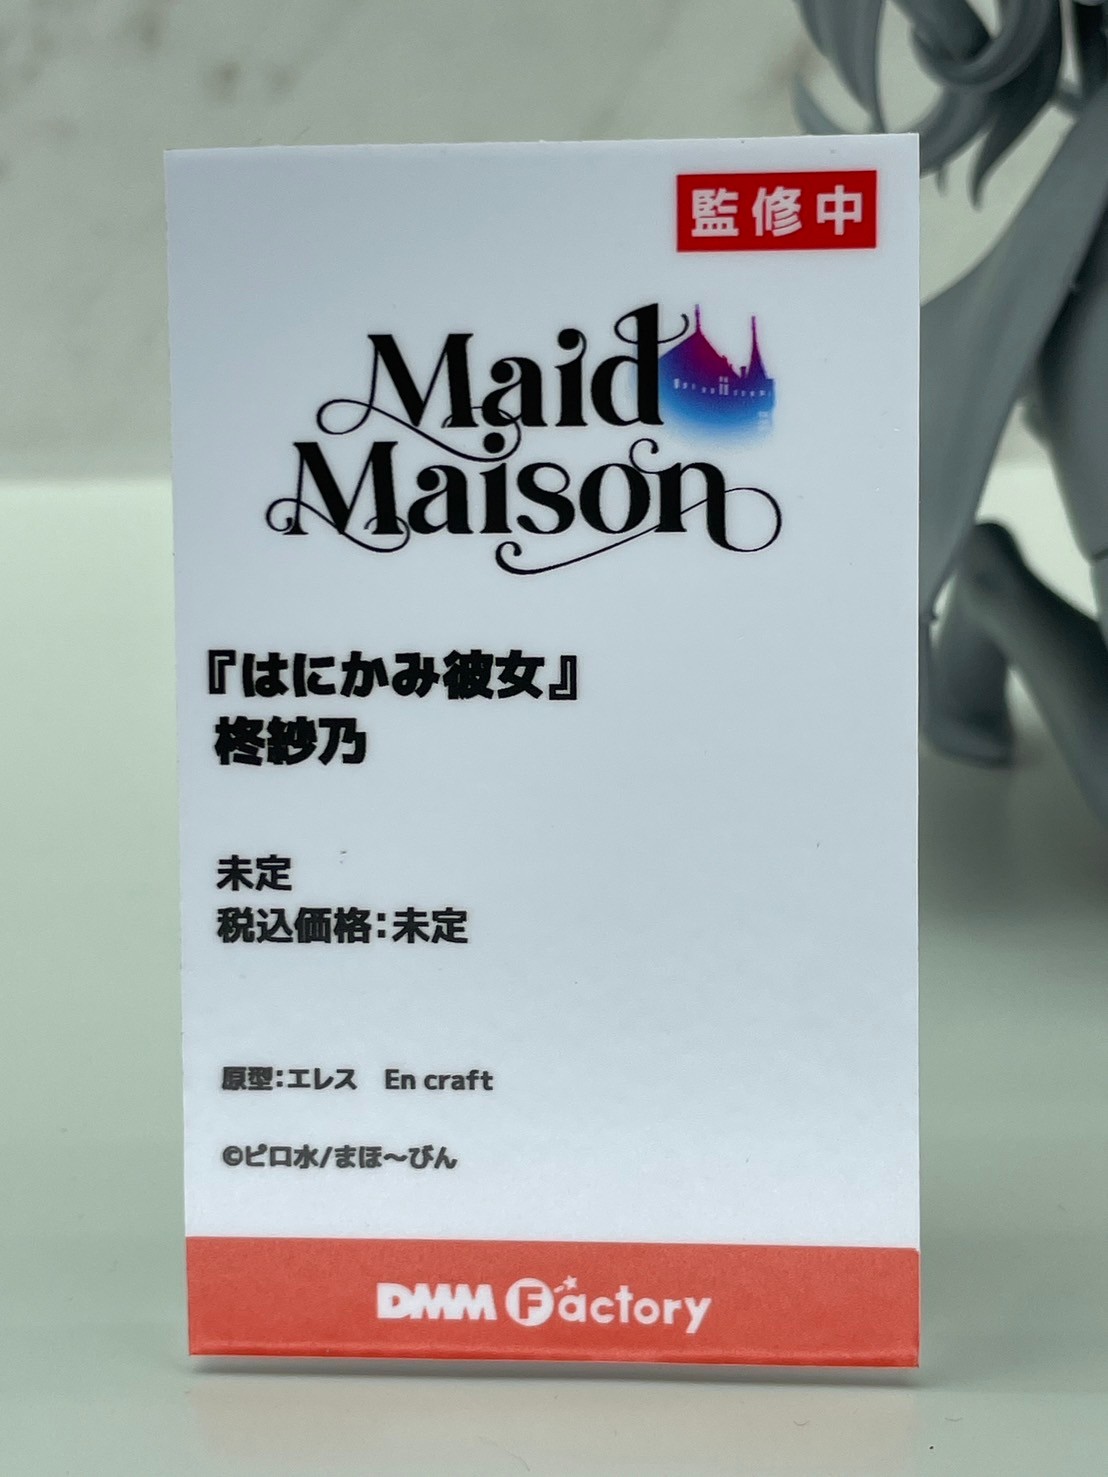 監修中
Maid
Maison
『はにかみ彼女』
柊紗乃
未定
税込価格：未定
原型：エレス　En craft
©ピロ水/まほ〜びん
DMM Factory